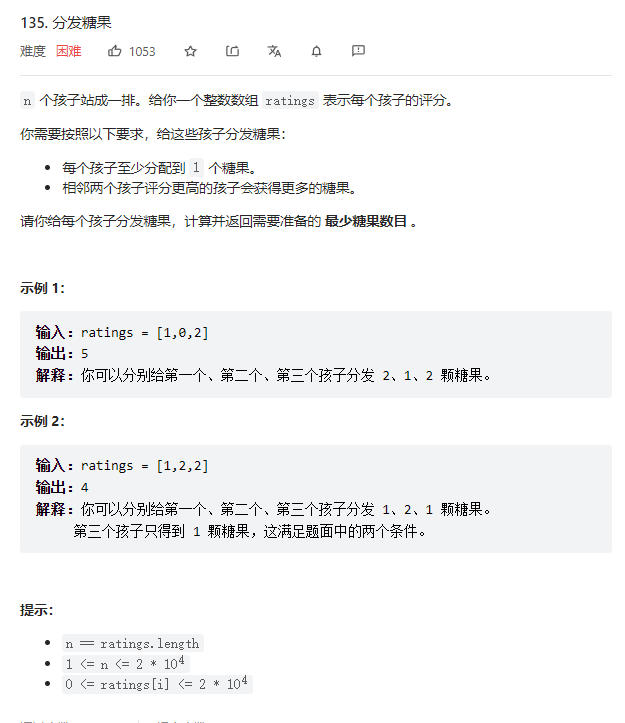 135. 分发糖果
难度 困难 1053
n 个孩子站成一排。给你一个整数数组 ratings 表示每个孩子的评分。
你需要按照以下要求，给这些孩子分发糖果：
• 每个孩子至少分配到 1 个糖果。
• 相邻两个孩子评分更高的孩子会获得更多的糖果。
请你给每个孩子分发糖果，计算并返回需要准备的 最少糖果数目 。
示例 1：
输入：ratings = [1,0,2]
输出：5
解释：你可以分别给第一个、第二个、第三个孩子分发 2、1、2 颗糖果。
示例 2：
输入：ratings = [1,2,2]
输出：4
解释：你可以分别给第一个、第二个、第三个孩子分发 1、2、1 颗糖果。
第三个孩子只得到 1 颗糖果，这满足题面中的两个条件。
提示：
• n == ratings.length
• 1 <= n <= 2 * 10⁴
• 0 <= ratings[i] <= 2 * 10⁴